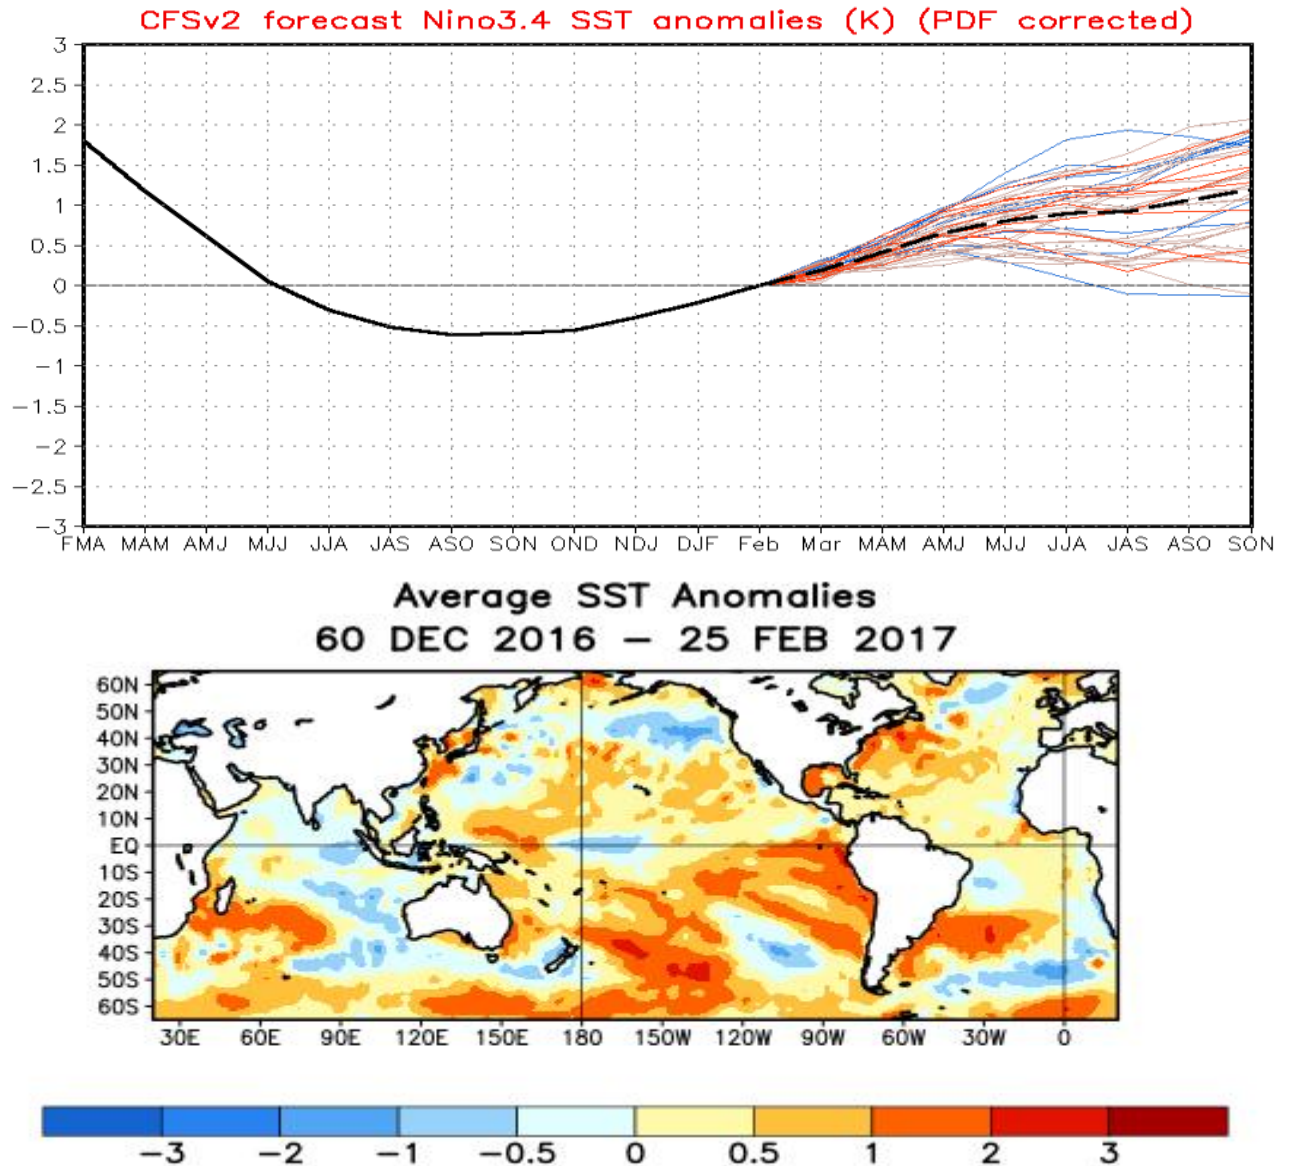 CFSv2 forecast Nino3.4 SST anomalies (K) (PDF corrected)
3
2.5
2
1.5
1
0.5
0
−0.5
−1
−1.5
−2
−2.5
−3
FMA MAM AMJ MJJ JJA JAS ASO SON OND NDJ DJF Feb Mar MAM AMJ MJJ JJA JAS ASO SON
Average SST Anomalies
60 DEC 2016 − 25 FEB 2017
60N
50N
40N
30N
20N
10N
EQ
10S
20S
30S
40S
50S
60S
30E 60E 90E 120E 150E 180 150W 120W 90W 60W 30W 0
−3 −2 −1 −0.5 0 0.5 1 2 3